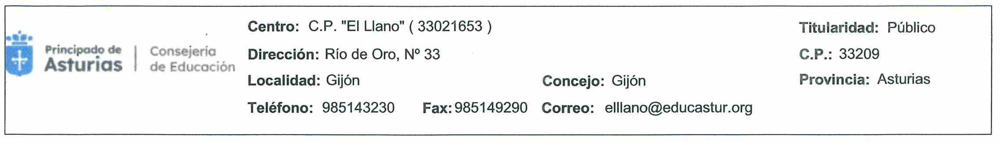 Principado de
Asturias
Consejería
de Educación
Centro: C.P. "El Llano" ( 33021653 )
Titularidad: Público
Dirección: Río de Oro, Nº 33
C.P.: 33209
Localidad: Gijón
Concejo: Gijón
Provincia: Asturias
Teléfono: 985143230
Fax: 985149290
Correo: elllano@educastur.org